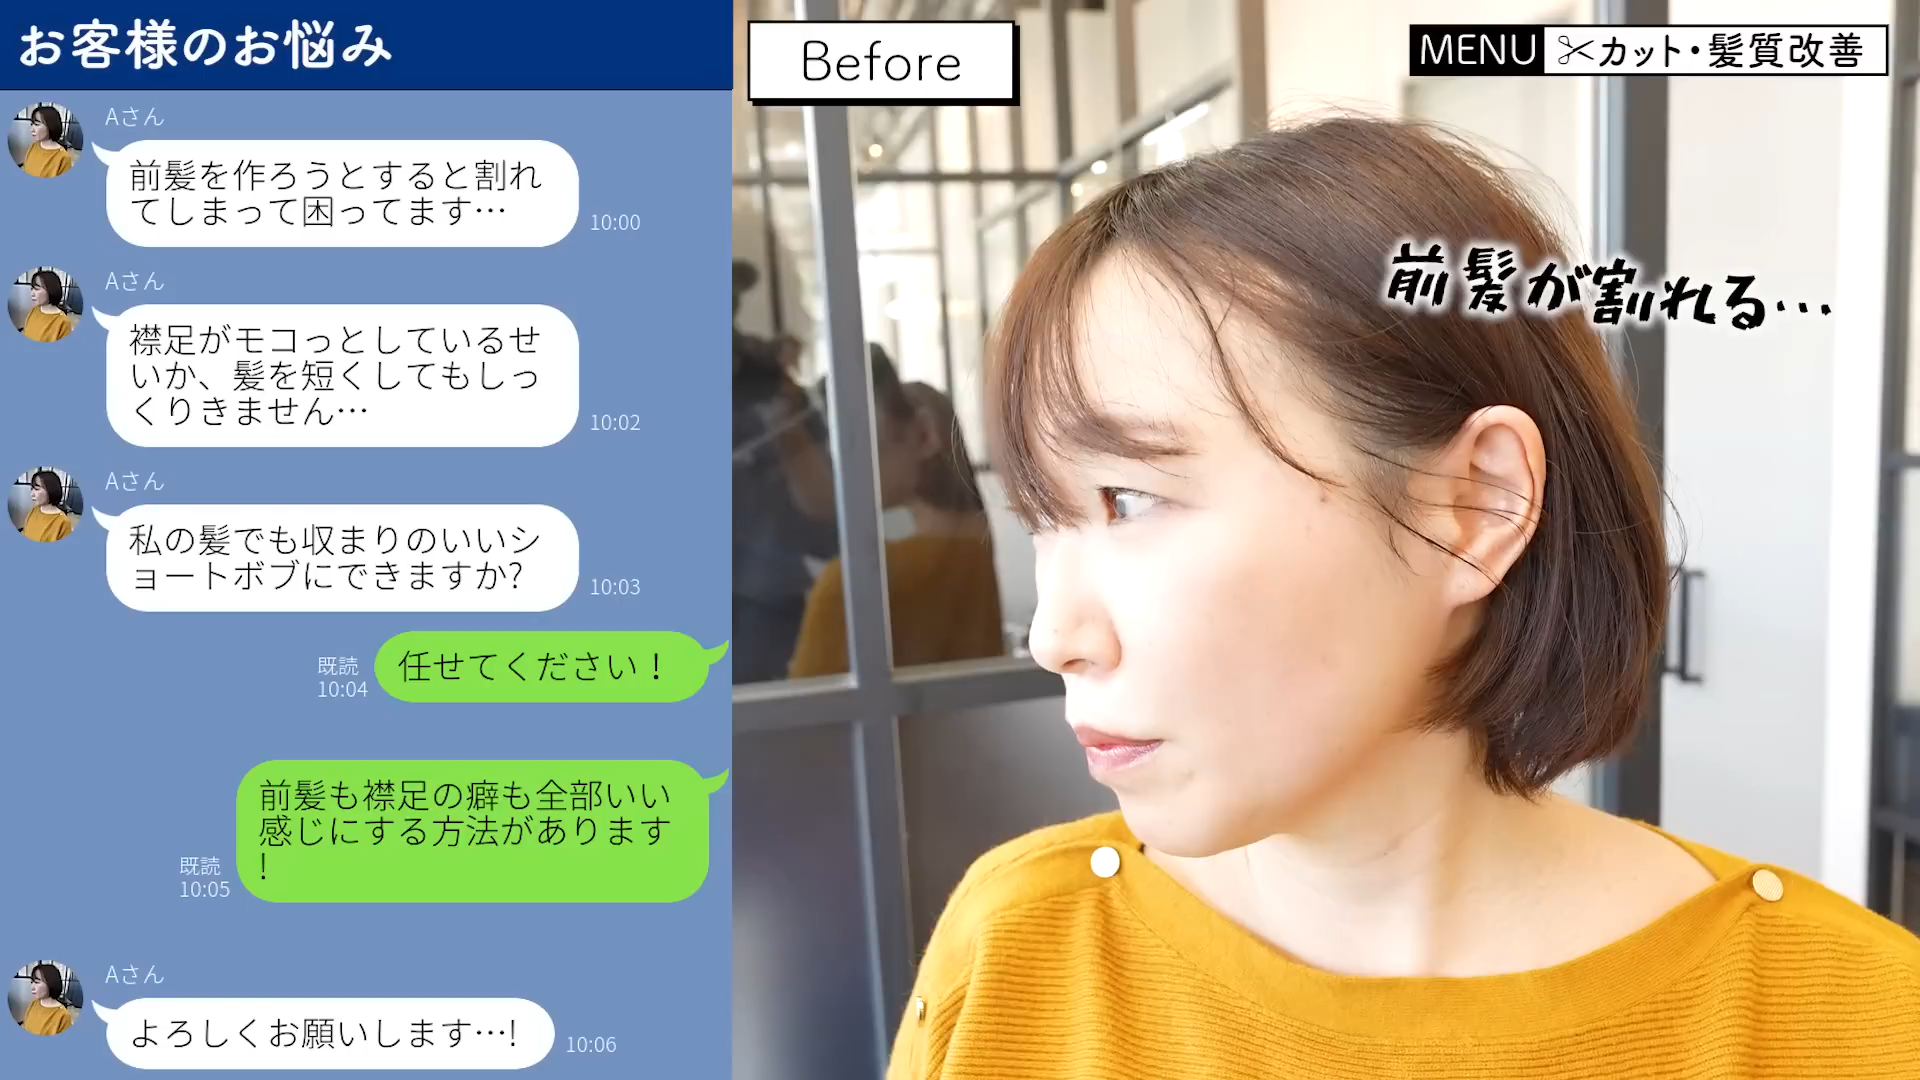 お客様のお悩み
Aさん
前髪を作ろうとすると割れ
てしまって困ってます…
10:00
Aさん
襟足がモコっとしているせ
いか、髪を短くしてもしっ
くりきません…
10:02
Aさん
私の髪でも収まりのいいシ
ョートボブにできますか?
10:03
任せてください！
既読
10:04
前髪も襟足の癖も全部いい
感じにする方法があります
!
既読
10:05
Aさん
よろしくお願いします…!
10:06
Before
MENU ✂カット・髪質改善
前髪が割れる…